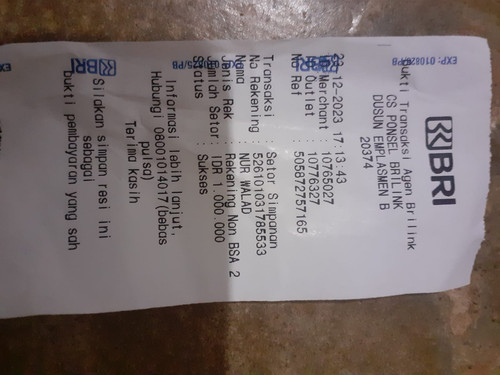 EXP: 010825/PB
BRI
Bukti Transaksi Agen Brilink
CS PONSEL BRILINK
DUSUN EMPLASMEN B
20374
22-12-2023 17:13:43
Merchant : 10765027
Outlet : 10776327
No Ref : 505872757165
Transaksi : Setor Simpanan
No Rekening : 526101031785533
Nama : NUR WALAD
Jenis Rek : Rekening Non BSA 2
Jumlah Setor: IDR 1.000.000
Status : Sukses
Informasi lebih lanjut,
Hubungi 08001014017(bebas
pulsa)
Terima kasih
BRI
Silakan simpan resi ini
sebagai
bukti pembayaran yang sah